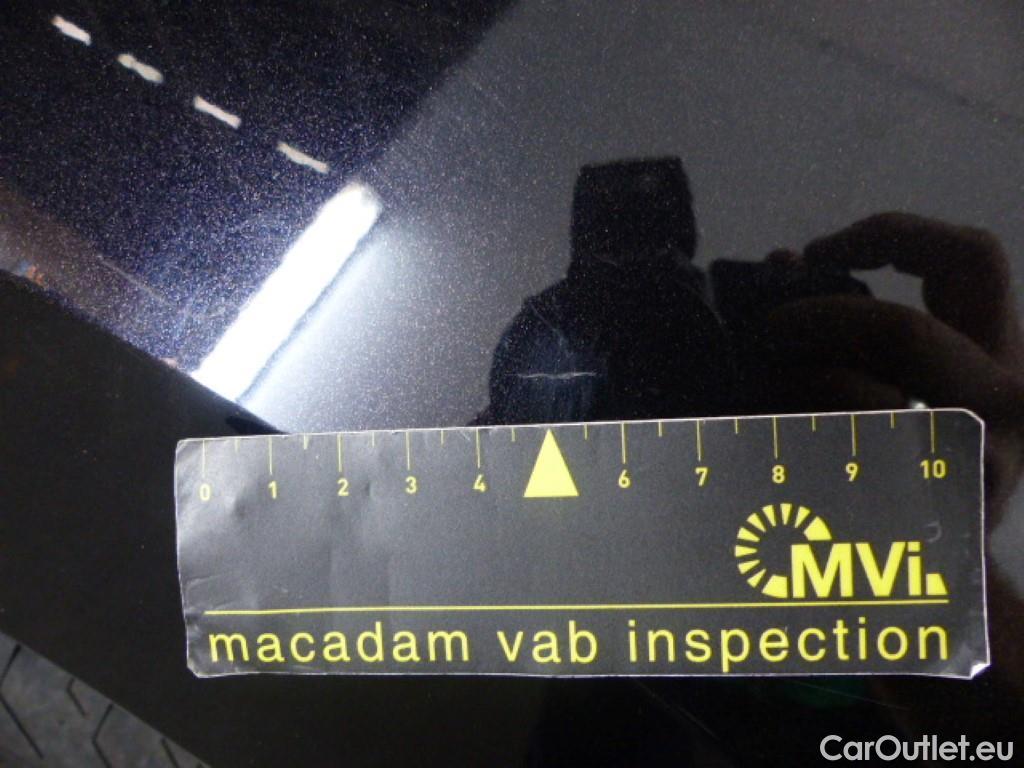 0 1 2 3 4 6 7 8 9 10
MVi.
macadam vab inspection
CarOutlet.eu